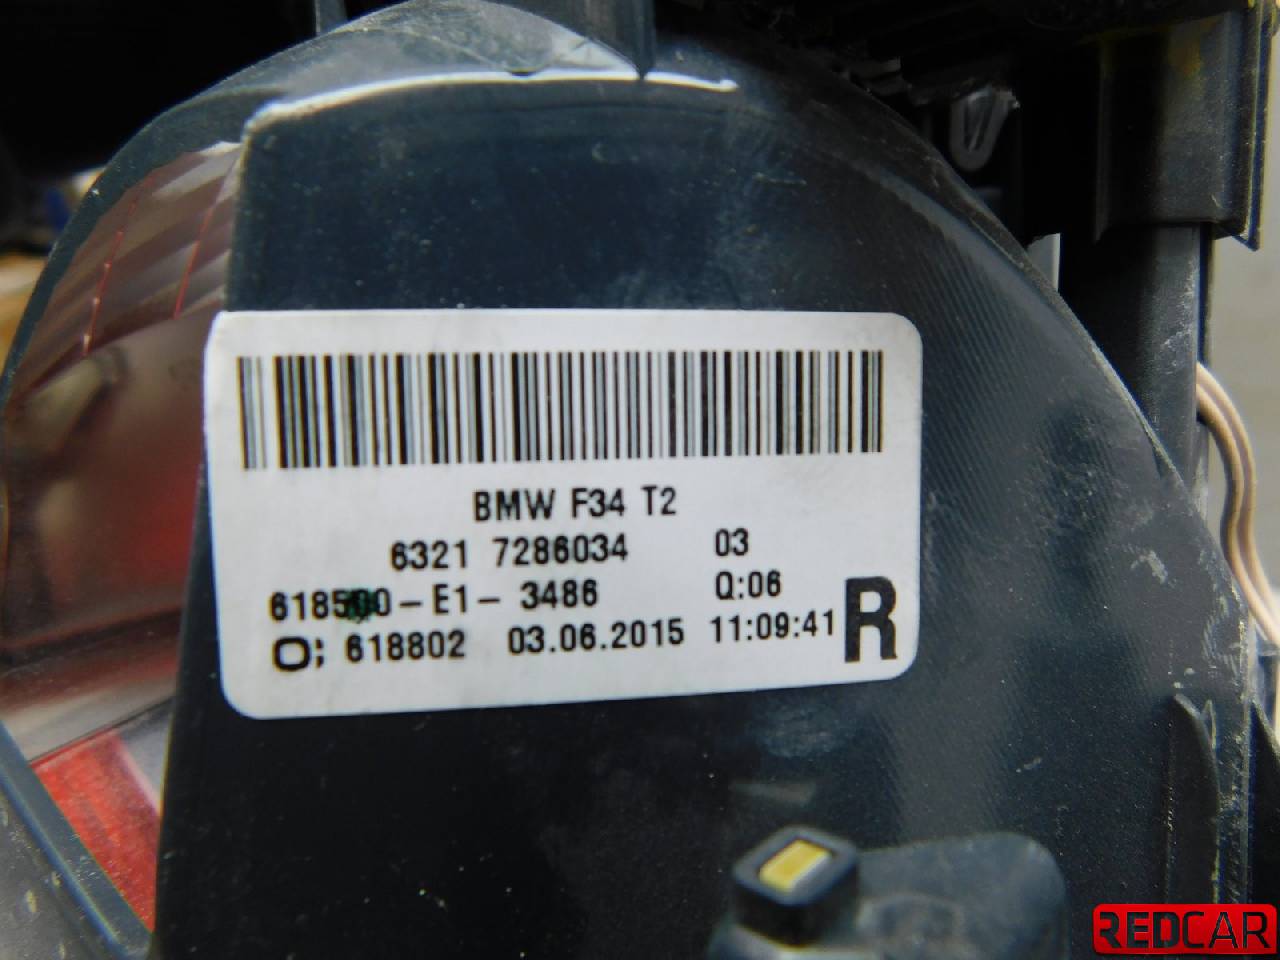 BMW F34 T2
6321 7286034 03
618500-E1-3486 Q:06
O; 618802 03.06.2015 11:09:41 R
REDCAR